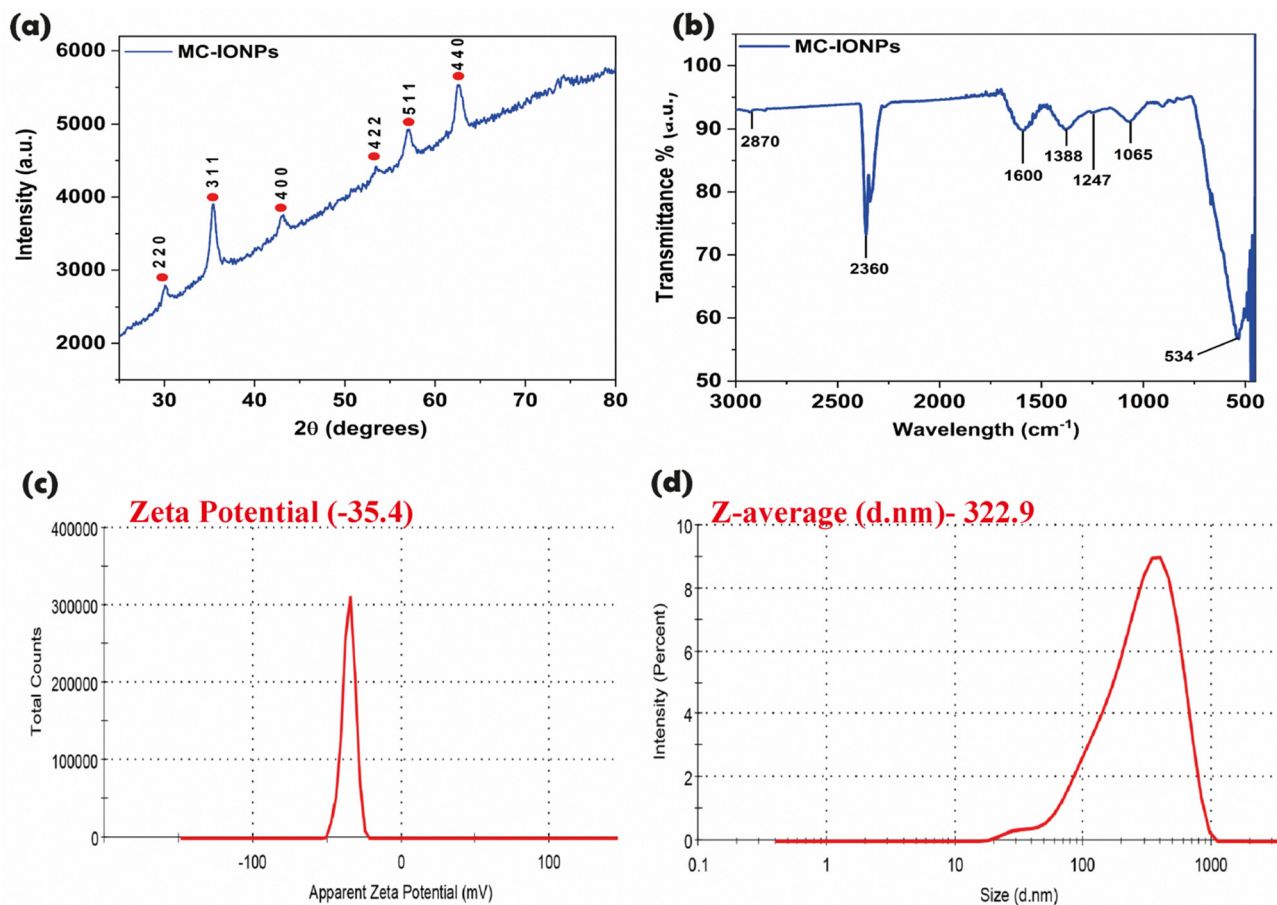 (a)
MC-IONPs
6000
5000
4000
3000
2000
Intensity (a.u.)
2 2 0
3 1 1
4 0 0
4 2 2
5 1 1
4 4 0
30 40 50 60 70 80
2θ (degrees)
(b)
MC-IONPs
105
100
90
80
70
60
50
Transmittance % (a.u.,
2870
2360
1600
1388
1247
1065
534
3000 2500 2000 1500 1000 500
Wavelength (cm⁻¹)
(c)
Zeta Potential (-35.4)
400000
300000
200000
100000
0
Total Counts
-100 0 100
Apparent Zeta Potential (mV)
(d)
Z-average (d.nm)- 322.9
10
8
6
4
2
0
Intensity (Percent)
0.1 1 10 100 1000
Size (d.nm)